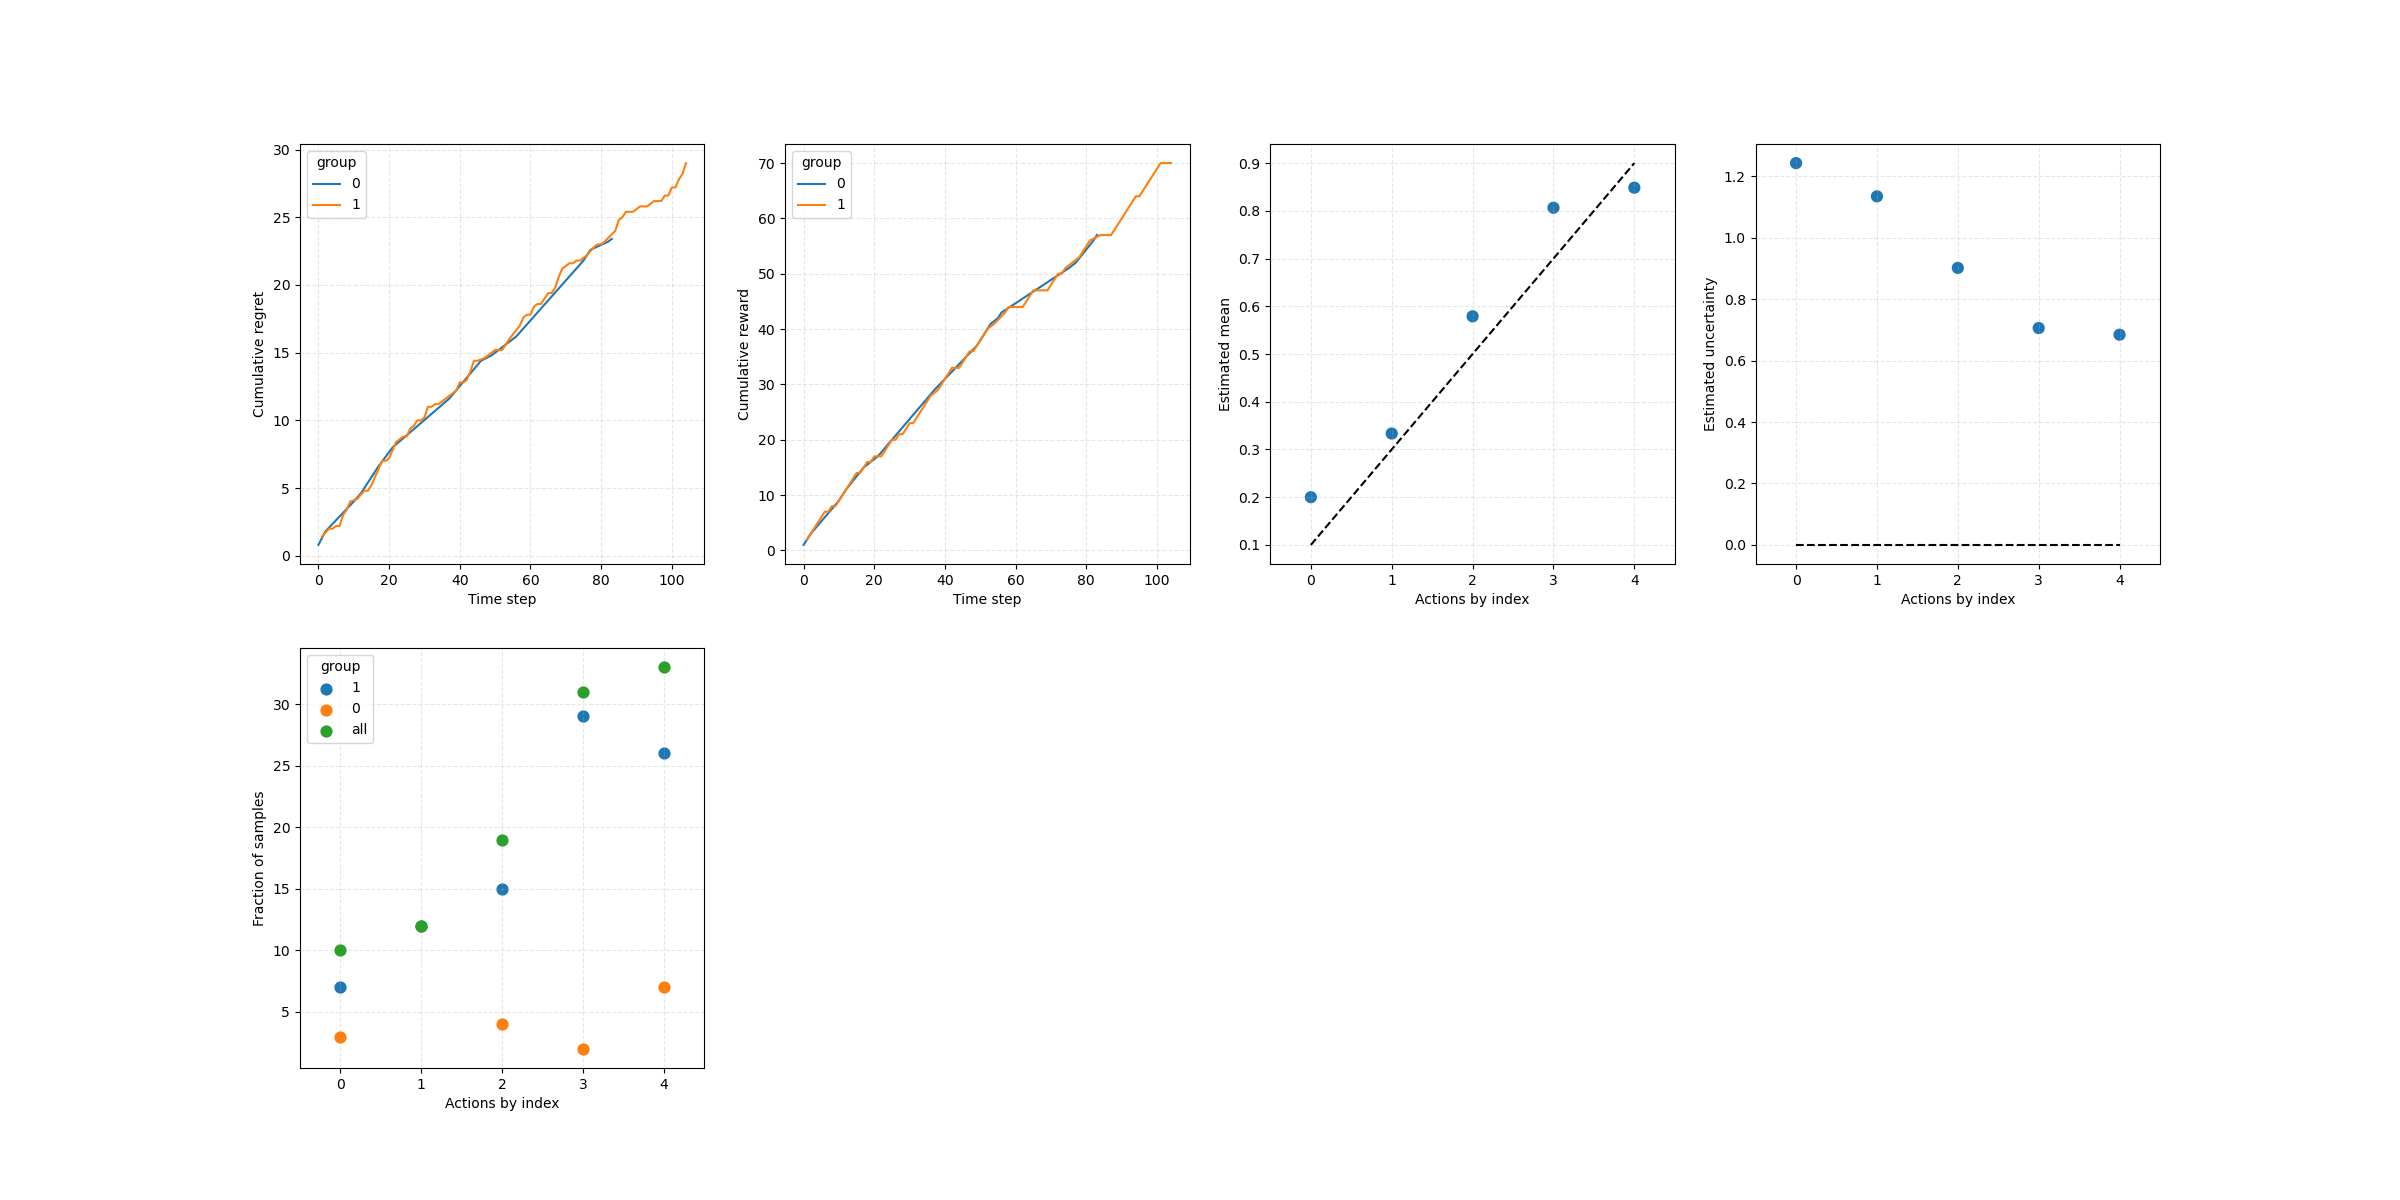 30
25
20
15
10
5
0
Cumulative regret
group
0
1
0 20 40 60 80 100
Time step
70
60
50
40
30
20
10
0
Cumulative reward
group
0
1
0 20 40 60 80 100
Time step
0.9
0.8
0.7
0.6
0.5
0.4
0.3
0.2
0.1
Estimated mean
0 1 2 3 4
Actions by index
1.2
1.0
0.8
0.6
0.4
0.2
0.0
Estimated uncertainty
0 1 2 3 4
Actions by index
30
25
20
15
10
5
Fraction of samples
group
1
0
all
0 1 2 3 4
Actions by index